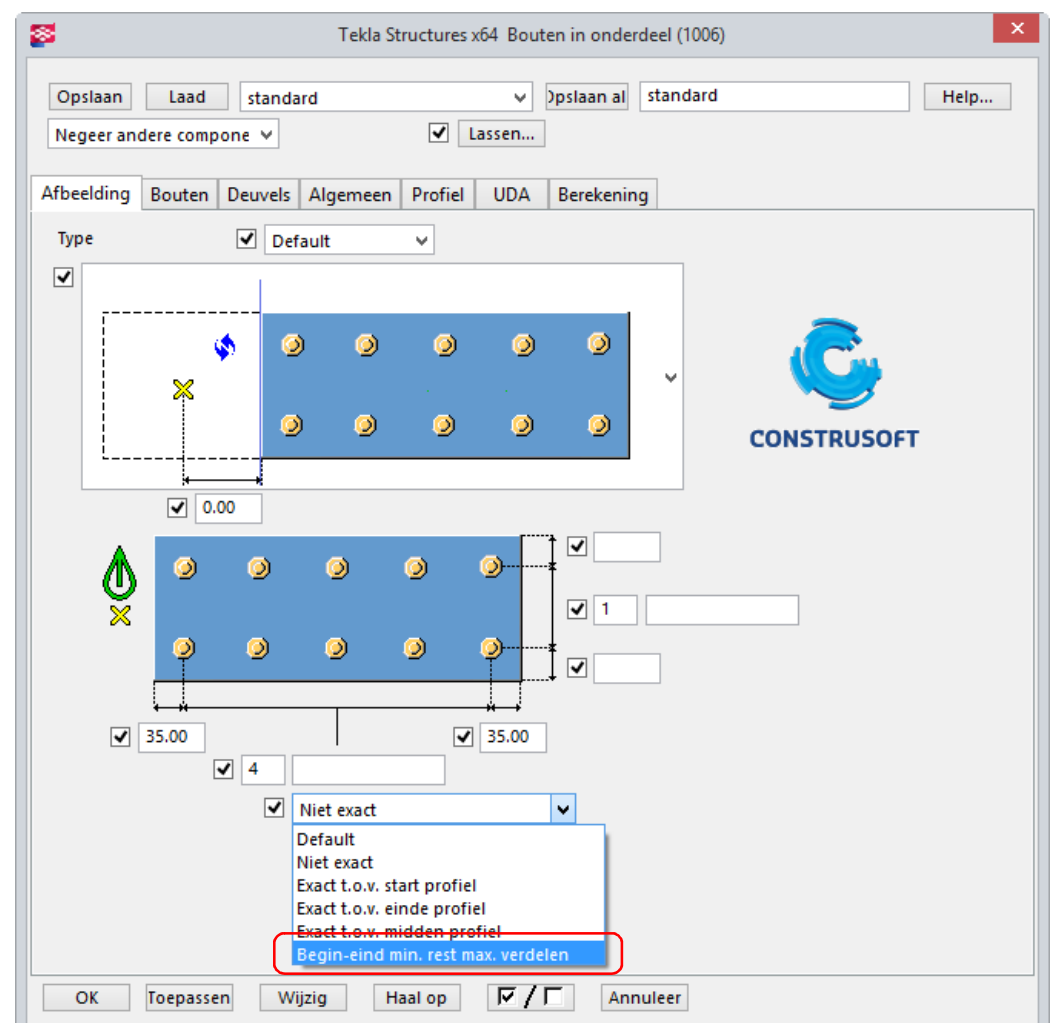 Tekla Structures x64 Bouten in onderdeel (1006)
Opslaan Laad standard Opslaan al standard Help...
Negeer andere compone Lassen...
Afbeelding Bouten Deuvels Algemeen Profiel UDA Berekening
Type Default
CONSTRUSOFT
0.00
1
35.00 35.00
4
Niet exact
Default
Niet exact
Exact t.o.v. start profiel
Exact t.o.v. einde profiel
Exact t.o.v. midden profiel
Begin-eind min. rest max. verdelen
OK Toepassen Wijzig Haal op / Annuleer